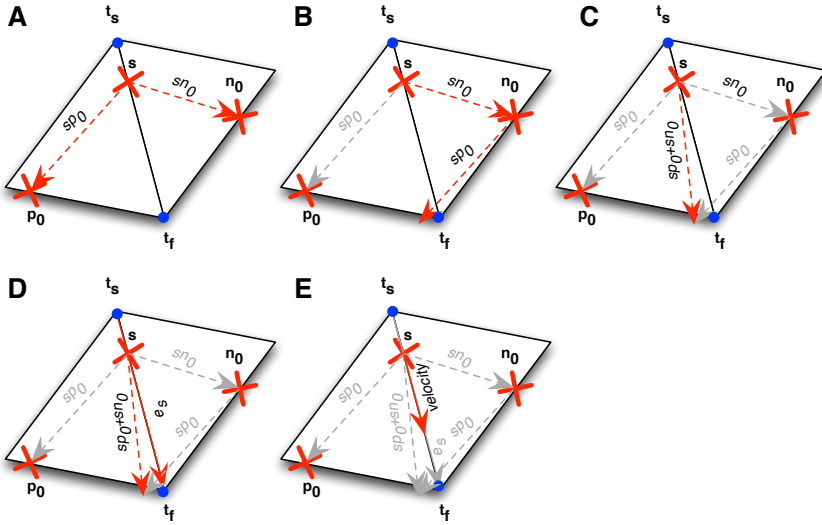 A
t_s
s
sn_0
n_0
sp_0
p_0
t_f
B
t_s
s
sn_0
n_0
sp_0
sp_0
p_0
t_f
C
t_s
s
sn_0
n_0
sp_0
sp0+sn0
sp_0
p_0
t_f
D
t_s
s
sn_0
n_0
sp_0
sp_0+sn_0
e_s
sp_0
p_0
t_f
E
t_s
s
sn_0
n_0
velocity
sp_0
sp_0+sn_0
e_s
sp_0
p_0
t_f